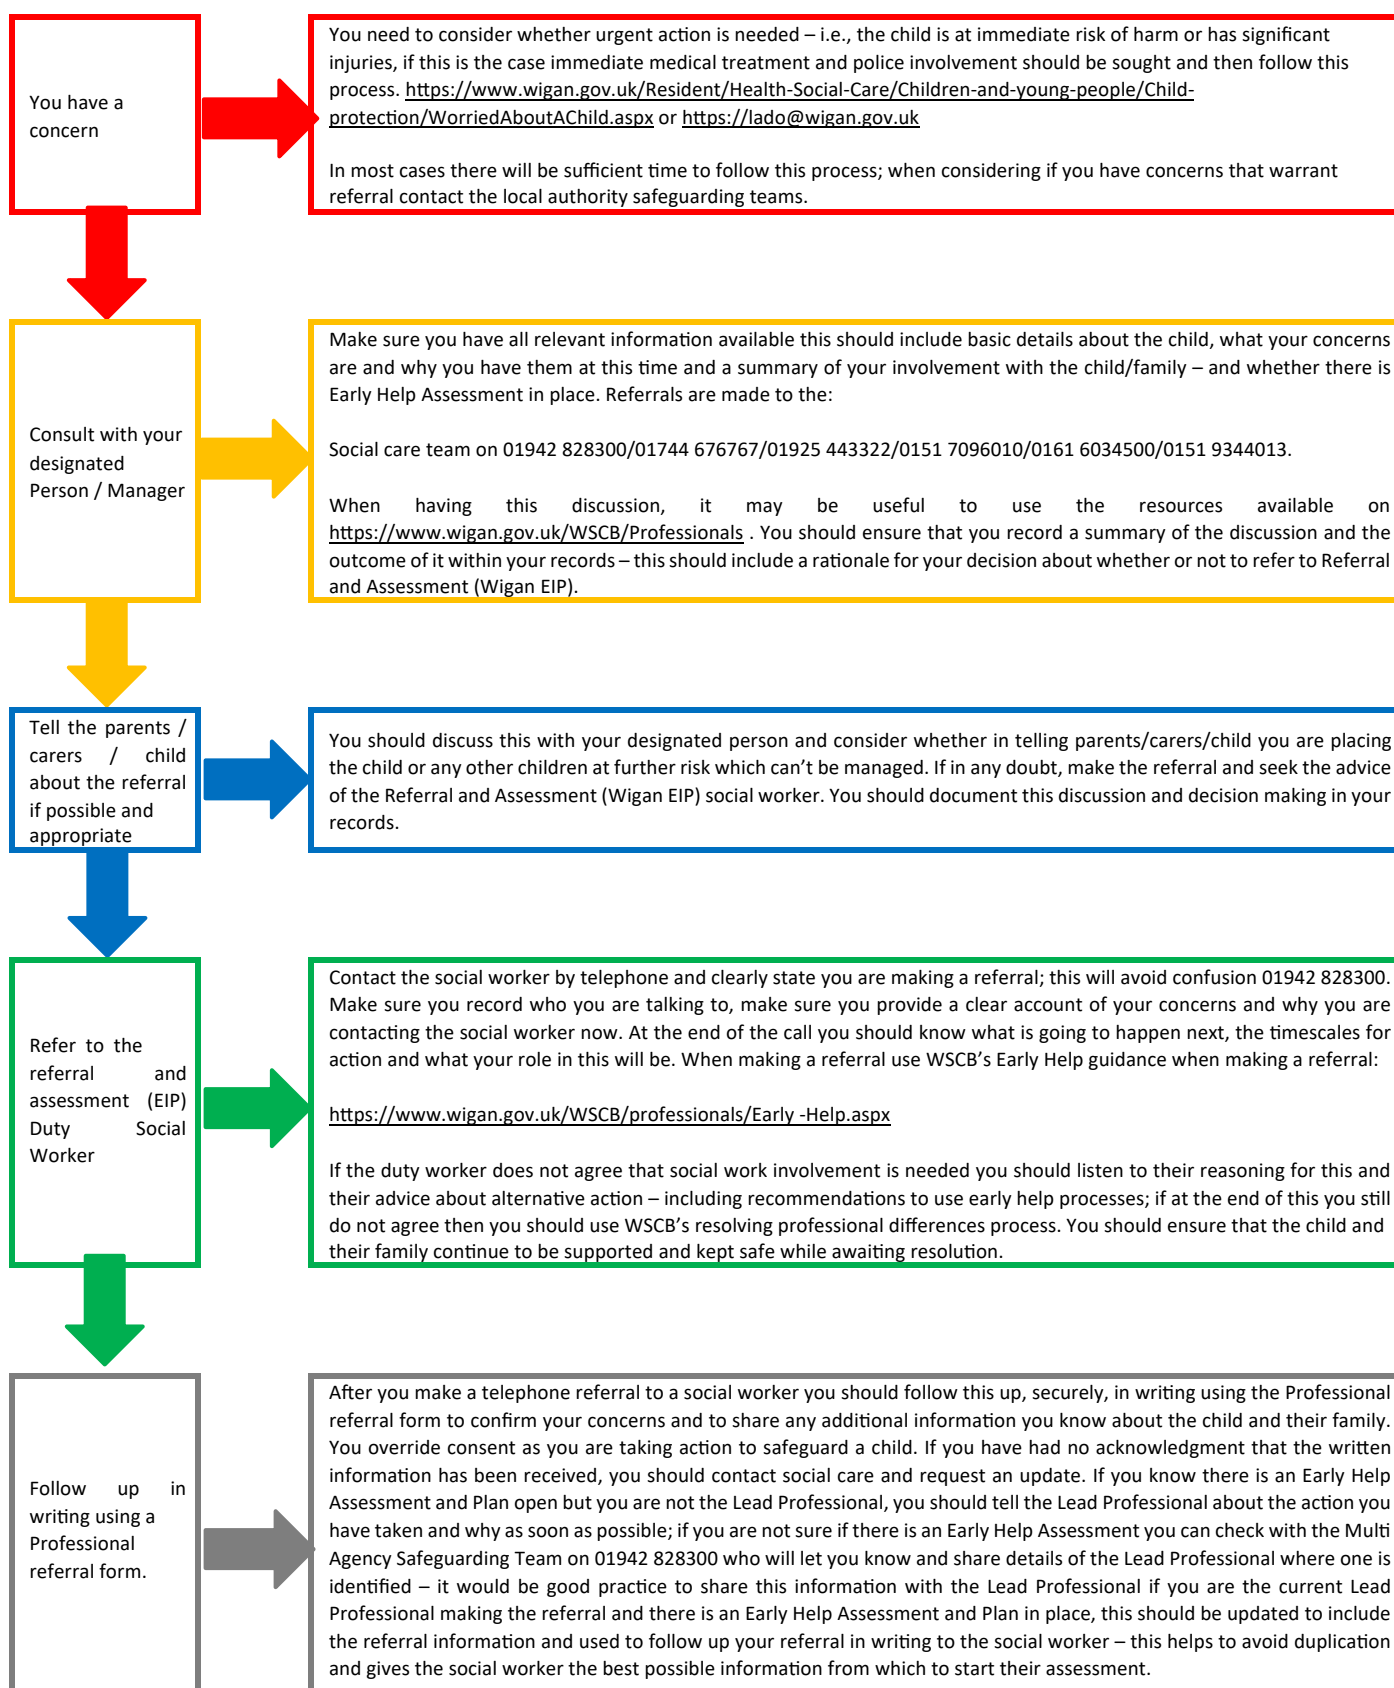 You have a
concern
You need to consider whether urgent action is needed – i.e., the child is at immediate risk of harm or has significant
injuries, if this is the case immediate medical treatment and police involvement should be sought and then follow this
process. https://www.wigan.gov.uk/Resident/Health-Social-Care/Children-and-young-people/Child-
protection/WorriedAboutAChild.aspx or https://lado@wigan.gov.uk
In most cases there will be sufficient time to follow this process; when considering if you have concerns that warrant
referral contact the local authority safeguarding teams.
Consult with your
designated
Person / Manager
Make sure you have all relevant information available this should include basic details about the child, what your concerns
are and why you have them at this time and a summary of your involvement with the child/family – and whether there is
Early Help Assessment in place. Referrals are made to the:
Social care team on 01942 828300/01744 676767/01925 443322/0151 7096010/0161 6034500/0151 9344013.
When having this discussion, it may be useful to use the resources available on
https://www.wigan.gov.uk/WSCB/Professionals . You should ensure that you record a summary of the discussion and the
outcome of it within your records – this should include a rationale for your decision about whether or not to refer to Referral
and Assessment (Wigan EIP).
Tell the parents /
carers / child
about the referral
if possible and
appropriate
You should discuss this with your designated person and consider whether in telling parents/carers/child you are placing
the child or any other children at further risk which can't be managed. If in any doubt, make the referral and seek the advice
of the Referral and Assessment (Wigan EIP) social worker. You should document this discussion and decision making in your
records.
Refer to the
referral and
assessment (EIP)
Duty Social
Worker
Contact the social worker by telephone and clearly state you are making a referral; this will avoid confusion 01942 828300.
Make sure you record who you are talking to, make sure you provide a clear account of your concerns and why you are
contacting the social worker now. At the end of the call you should know what is going to happen next, the timescales for
action and what your role in this will be. When making a referral use WSCB's Early Help guidance when making a referral:
https://www.wigan.gov.uk/WSCB/professionals/Early -Help.aspx
If the duty worker does not agree that social work involvement is needed you should listen to their reasoning for this and
their advice about alternative action – including recommendations to use early help processes; if at the end of this you still
do not agree then you should use WSCB's resolving professional differences process. You should ensure that the child and
their family continue to be supported and kept safe while awaiting resolution.
Follow up in
writing using a
Professional
referral form.
After you make a telephone referral to a social worker you should follow this up, securely, in writing using the Professional
referral form to confirm your concerns and to share any additional information you know about the child and their family.
You override consent as you are taking action to safeguard a child. If you have had no acknowledgment that the written
information has been received, you should contact social care and request an update. If you know there is an Early Help
Assessment and Plan open but you are not the Lead Professional, you should tell the Lead Professional about the action you
have taken and why as soon as possible; if you are not sure if there is an Early Help Assessment you can check with the Multi
Agency Safeguarding Team on 01942 828300 who will let you know and share details of the Lead Professional where one is
identified – it would be good practice to share this information with the Lead Professional if you are the current Lead
Professional making the referral and there is an Early Help Assessment and Plan in place, this should be updated to include
the referral information and used to follow up your referral in writing to the social worker – this helps to avoid duplication
and gives the social worker the best possible information from which to start their assessment.